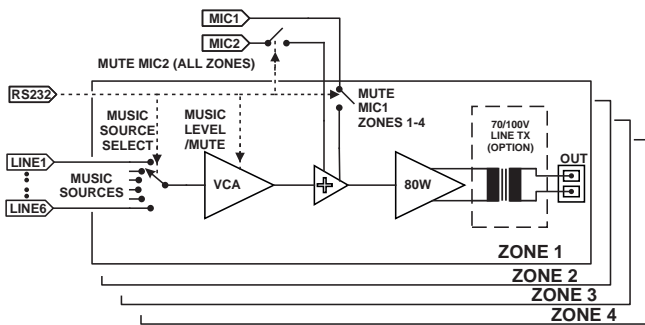 MIC1
MIC2
MUTE MIC2 (ALL ZONES)
RS232
MUSIC
SOURCE
SELECT
MUSIC
LEVEL
/MUTE
MUTE
MIC1
ZONES 1-4
70/100V
LINE TX
(OPTION)
OUT
LINE1
MUSIC
SOURCES
LINE6
VCA
+
80W
ZONE 1
ZONE 2
ZONE 3
ZONE 4